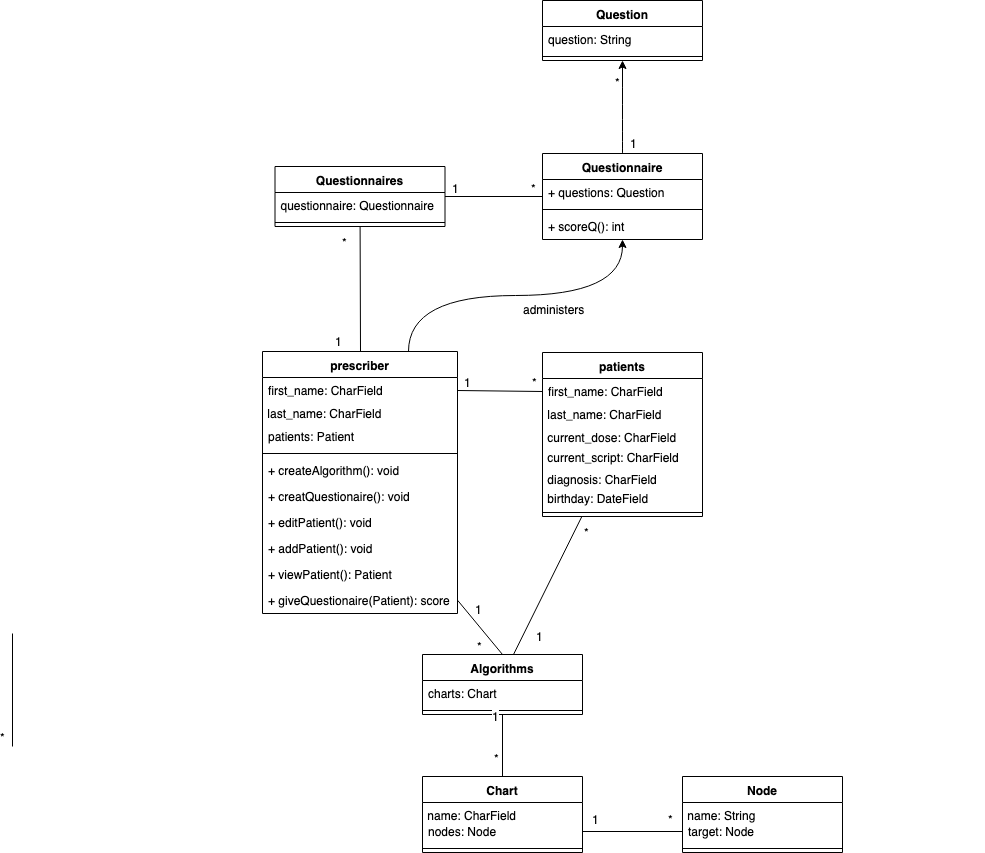 Question
question: String
*
1
Questionnaire
+ questions: Question
+ scoreQ(): int
Questionnaires
questionnaire: Questionnaire
1
*
*
1
administers
prescriber
first_name: CharField
last_name: CharField
patients: Patient
+ createAlgorithm(): void
+ creatQuestionaire(): void
+ editPatient(): void
+ addPatient(): void
+ viewPatient(): Patient
+ giveQuestionaire(Patient): score
1
*
patients
first_name: CharField
last_name: CharField
current_dose: CharField
current_script: CharField
diagnosis: CharField
birthday: DateField
*
1
1
*
Algorithms
charts: Chart
1
*
*
Chart
name: CharField
nodes: Node
1
*
Node
name: String
target: Node